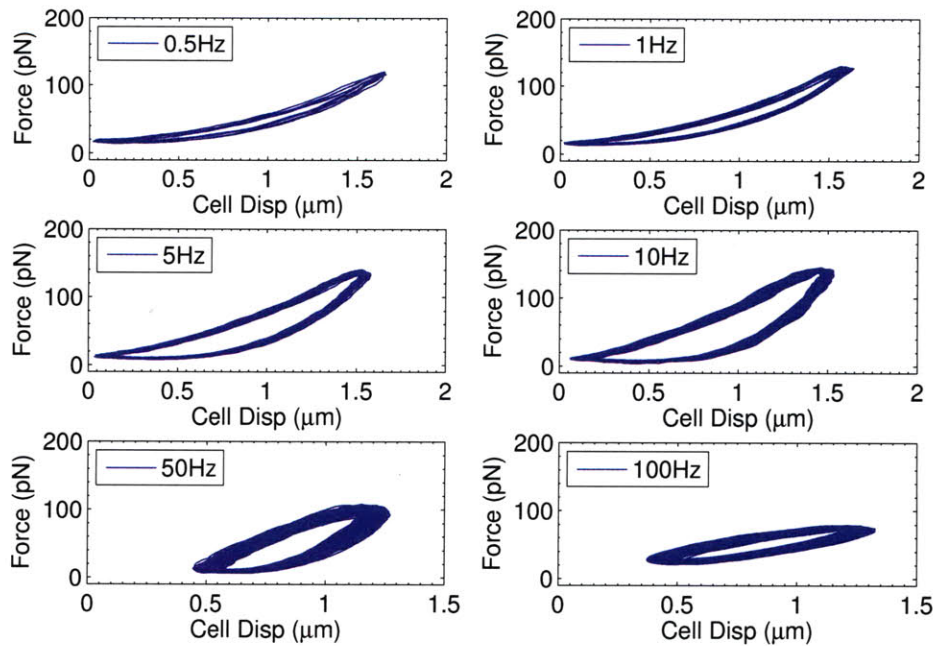 200
0.5Hz
Force (pN)
100
0
0 0.5 1 1.5 2
Cell Disp (μm)
200
1Hz
Force (pN)
100
0
0 0.5 1 1.5 2
Cell Disp (μm)
200
5Hz
Force (pN)
100
0
0 0.5 1 1.5 2
Cell Disp (μm)
200
10Hz
Force (pN)
100
0
0 0.5 1 1.5 2
Cell Disp (μm)
200
50Hz
Force (pN)
100
0
0 0.5 1 1.5
Cell Disp (μm)
200
100Hz
Force (pN)
100
0
0 0.5 1 1.5
Cell Disp (μm)